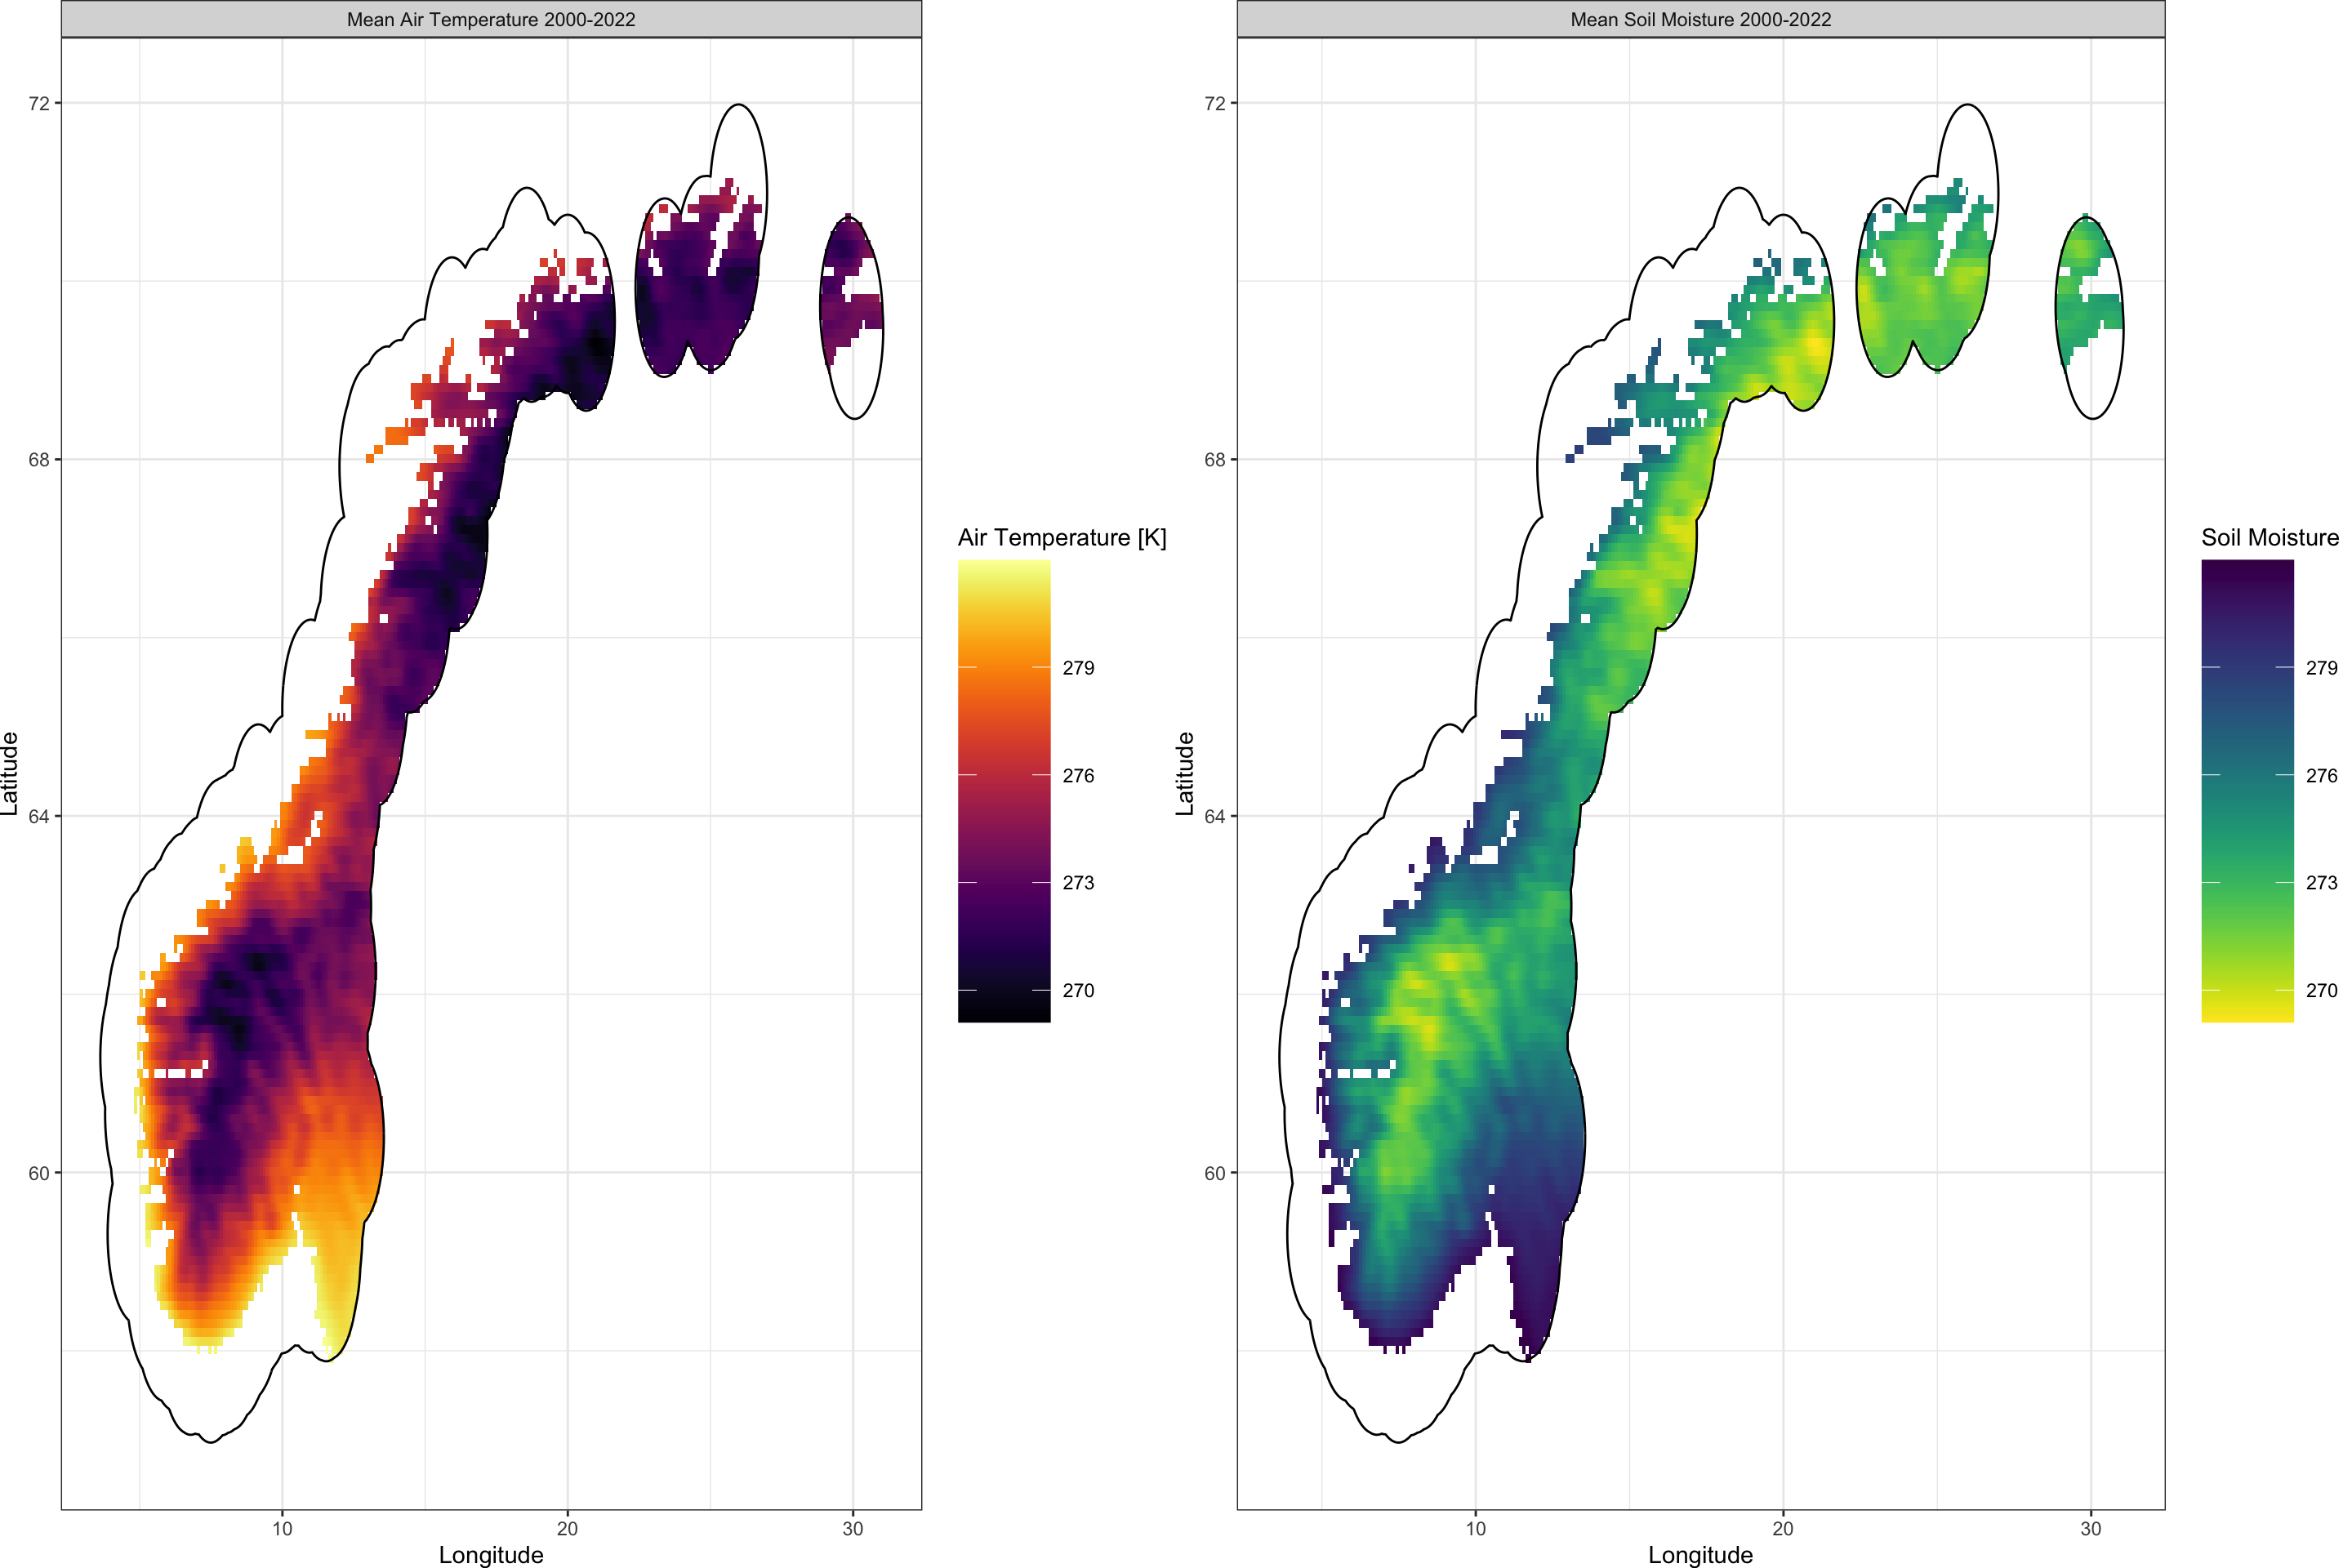 Mean Air Temperature 2000-2022
72
68
64
60
Latitude
10
20
30
Longitude
Air Temperature [K]
279
276
273
270
Mean Soil Moisture 2000-2022
72
68
64
60
Latitude
10
20
30
Longitude
Soil Moisture
279
276
273
270